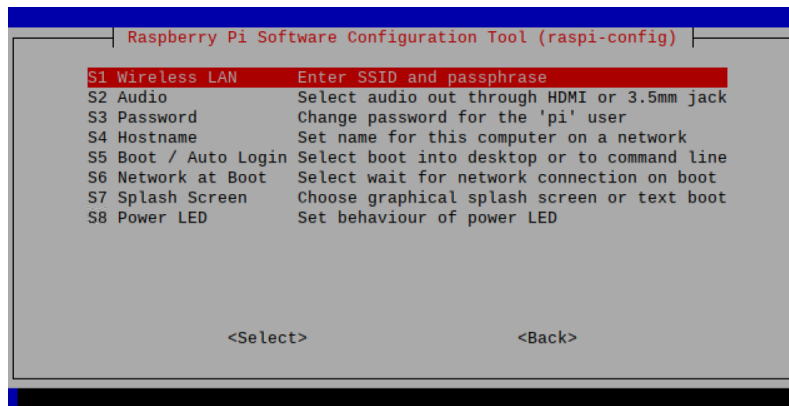 Raspberry Pi Software Configuration Tool (raspi-config)
S1 Wireless LAN Enter SSID and passphrase
S2 Audio Select audio out through HDMI or 3.5mm jack
S3 Password Change password for the 'pi' user
S4 Hostname Set name for this computer on a network
S5 Boot / Auto Login Select boot into desktop or to command line
S6 Network at Boot Select wait for network connection on boot
S7 Splash Screen Choose graphical splash screen or text boot
S8 Power LED Set behaviour of power LED
<Select> <Back>